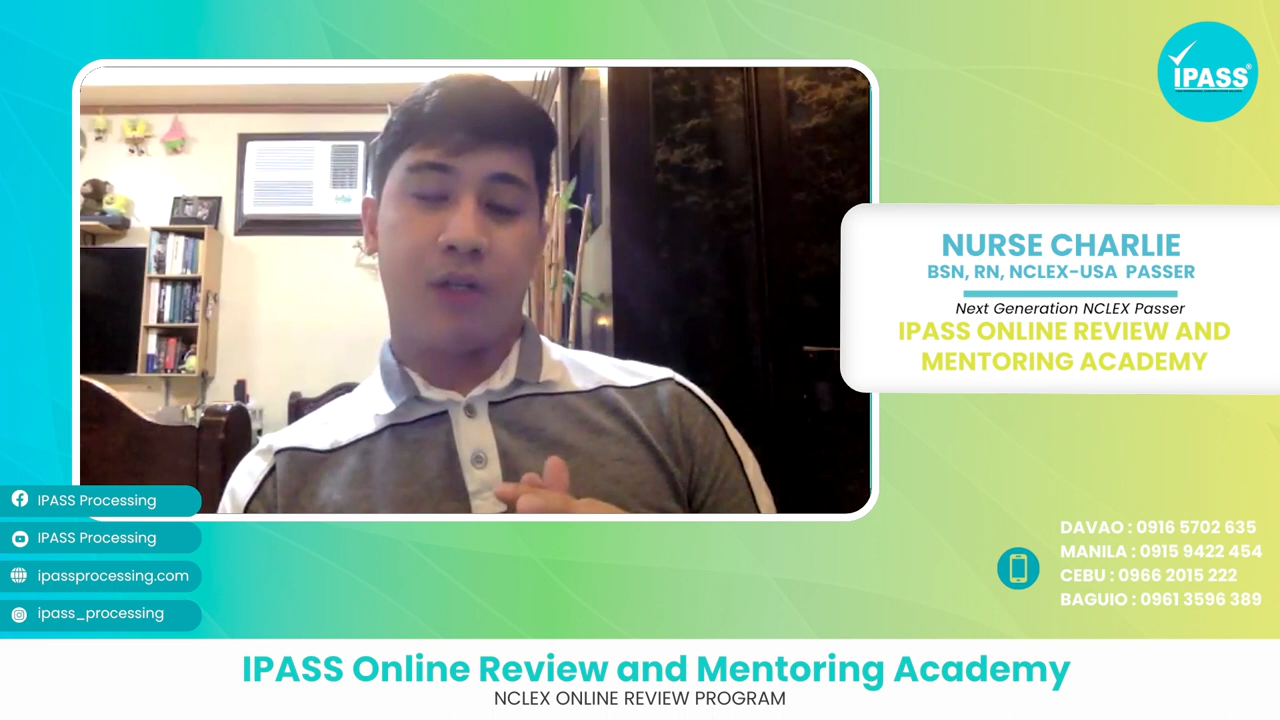 IPASS
NURSE CHARLIE
BSN, RN, NCLEX-USA PASSER
Next Generation NCLEX Passer
IPASS ONLINE REVIEW AND
MENTORING ACADEMY
IPASS Processing
IPASS Processing
ipassprocessing.com
ipass_processing
DAVAO : 0916 5702 635
MANILA : 0915 9422 454
CEBU : 0966 2015 222
BAGUIO : 0961 3596 389
IPASS Online Review and Mentoring Academy
NCLEX ONLINE REVIEW PROGRAM